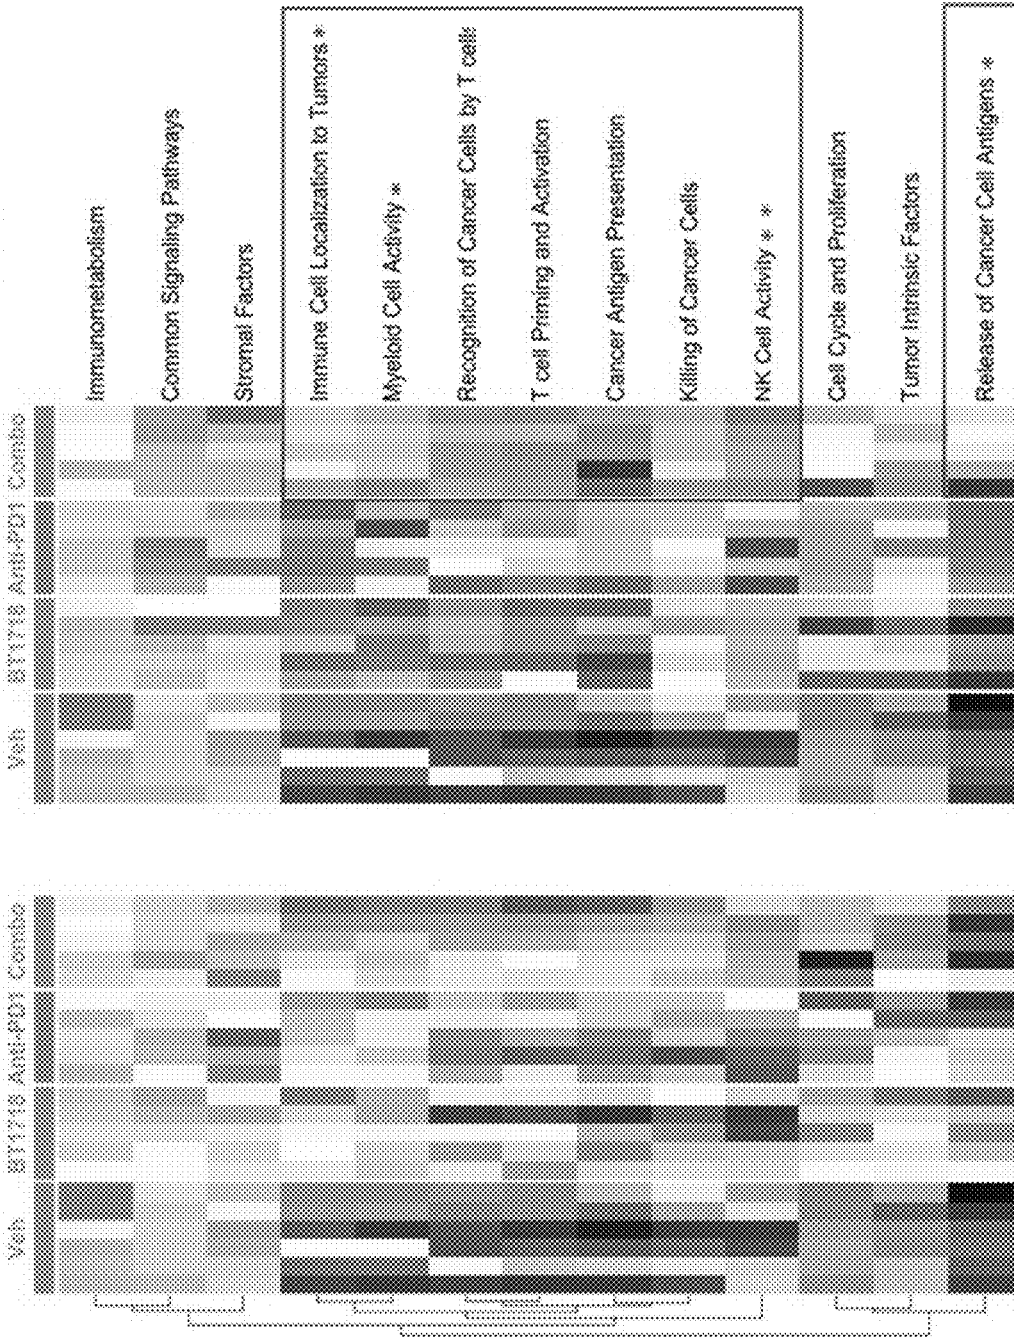 Immunometabolism
Common Signaling Pathways
Stromal Factors
Immune Cell Localization to Tumors *
Myeloid Cell Activity *
Recognition of Cancer Cells by T cells
T cell Priming and Activation
Cancer Antigen Presentation
Killing of Cancer Cells
NK Cell Activity * *
Cell Cycle and Proliferation
Tumor Intrinsic Factors
Release of Cancer Cell Antigens *
Veh BT1718 Anti-PD1 Combo
Veh BT1718 Anti-PD1 Combo